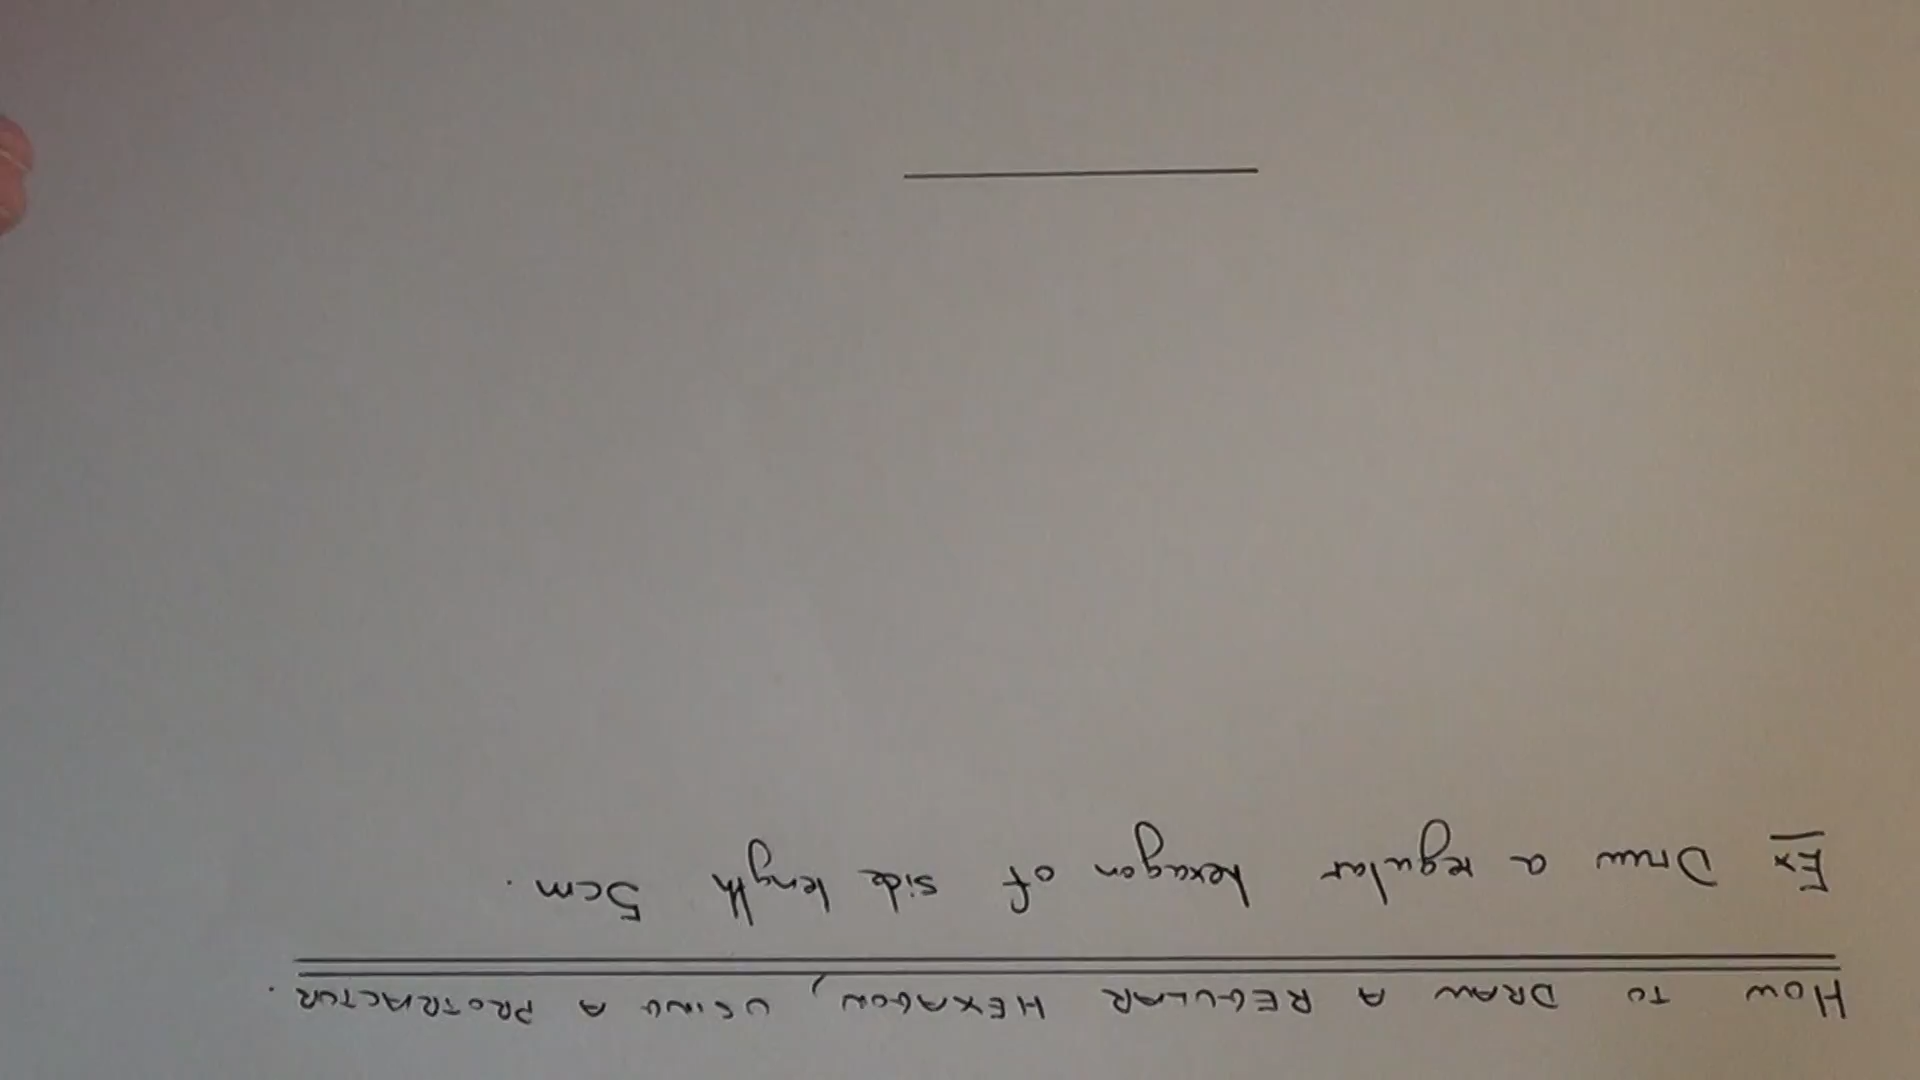 HOW TO DRAW A REGULAR HEXAGON, USING A PROTRACTOR.
Ex Draw a regular hexagon of side length 5cm.